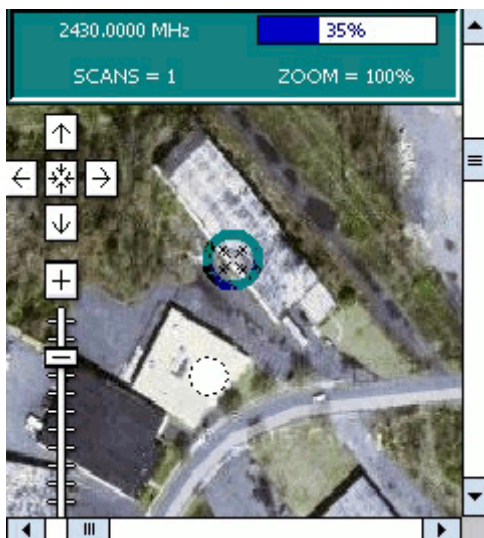 2430.0000 MHz
35%
SCANS = 1
ZOOM = 100%